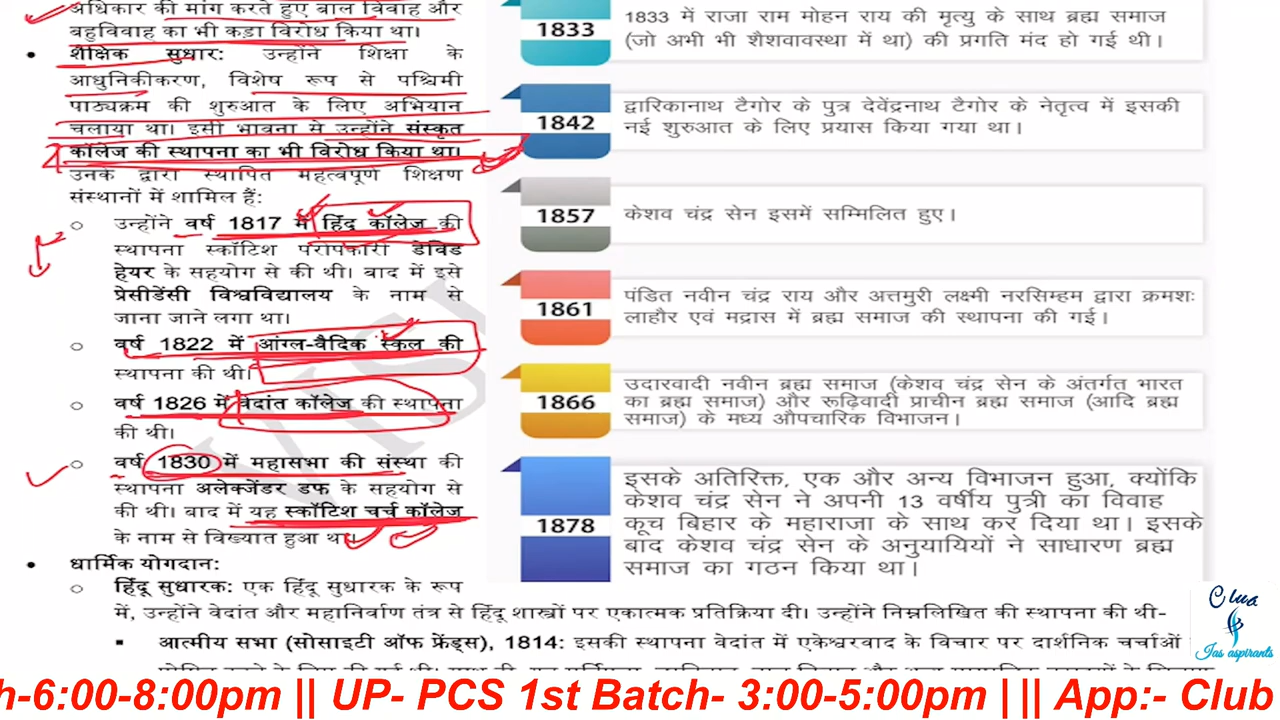 अधिकार की मांग करते हुए बाल विवाह और
बहुविवाह का भी कड़ा विरोध किया था।
• शैक्षिक सुधार: उन्होंने शिक्षा के
आधुनिकीकरण, विशेष रूप से पश्चिमी
पाठ्यक्रम की शुरुआत के लिए अभियान
चलाया था। इसी भावना से उन्होंने संस्कृत
कॉलेज की स्थापना का भी विरोध किया था।
उनके द्वारा स्थापित महत्वपूर्ण शिक्षण
संस्थानों में शामिल हैं:
○ उन्होंने वर्ष 1817 में हिंदू कॉलेज की
स्थापना स्कॉटिश परोपकारी डेविड
हेयर के सहयोग से की थी। बाद में इसे
प्रेसीडेंसी विश्वविद्यालय के नाम से
जाना जाने लगा था।
○ वर्ष 1822 में आंग्ल-वैदिक स्कूल की
स्थापना की थी।
○ वर्ष 1826 में वेदांत कॉलेज की स्थापना
की थी।
○ वर्ष 1830 में महासभा की संस्था की
स्थापना अलेक्जेंडर डफ के सहयोग से
की थी। बाद में यह स्कॉटिश चर्च कॉलेज
के नाम से विख्यात हुआ था।
• धार्मिक योगदान:
○ हिंदू सुधारक: एक हिंदू सुधारक के रूप
में, उन्होंने वेदांत और महानिर्वाण तंत्र से हिंदू शास्त्रों पर एकात्मक प्रतिक्रिया दी। उन्होंने निम्नलिखित की स्थापना की थी-
▪ आत्मीय सभा (सोसाइटी ऑफ फ्रेंड्स), 1814: इसकी स्थापना वेदांत में एकेश्वरवाद के विचार पर दार्शनिक चर्चाओं
1833
1833 में राजा राम मोहन राय की मृत्यु के साथ ब्रह्म समाज
(जो अभी भी शैशवावस्था में था) की प्रगति मंद हो गई थी।
1842
द्वारिकानाथ टैगोर के पुत्र देवेंद्रनाथ टैगोर के नेतृत्व में इसकी
नई शुरुआत के लिए प्रयास किया गया था।
1857
केशव चंद्र सेन इसमें सम्मिलित हुए।
1861
पंडित नवीन चंद्र राय और अत्तमुरी लक्ष्मी नरसिम्हम द्वारा क्रमशः
लाहौर एवं मद्रास में ब्रह्म समाज की स्थापना की गई।
1866
उदारवादी नवीन ब्रह्म समाज (केशव चंद्र सेन के अंतर्गत भारत
का ब्रह्म समाज) और रूढ़िवादी प्राचीन ब्रह्म समाज (आदि ब्रह्म
समाज) के मध्य औपचारिक विभाजन।
1878
इसके अतिरिक्त, एक और अन्य विभाजन हुआ, क्योंकि
केशव चंद्र सेन ने अपनी 13 वर्षीय पुत्री का विवाह
कूच बिहार के महाराजा के साथ कर दिया था। इसके
बाद केशव चंद्र सेन के अनुयायियों ने साधारण ब्रह्म
समाज का गठन किया था।
Ias aspirants
h-6:00-8:00pm || UP- PCS 1st Batch- 3:00-5:00pm | || App:- Club